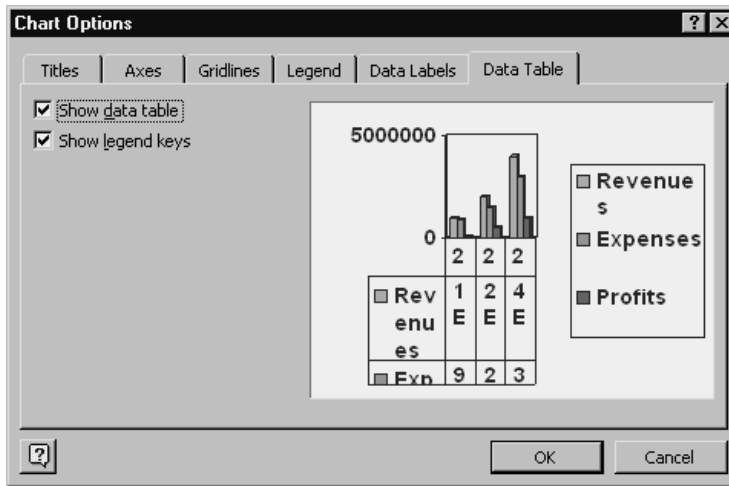 Chart Options
Titles Axes Gridlines Legend Data Labels Data Table
Show data table
Show legend keys
5000000
0
2 2 2
Rev
enu
es
1 2 4
E E E
Exp 9 2 3
Revenue
s
Expenses
Profits
OK Cancel